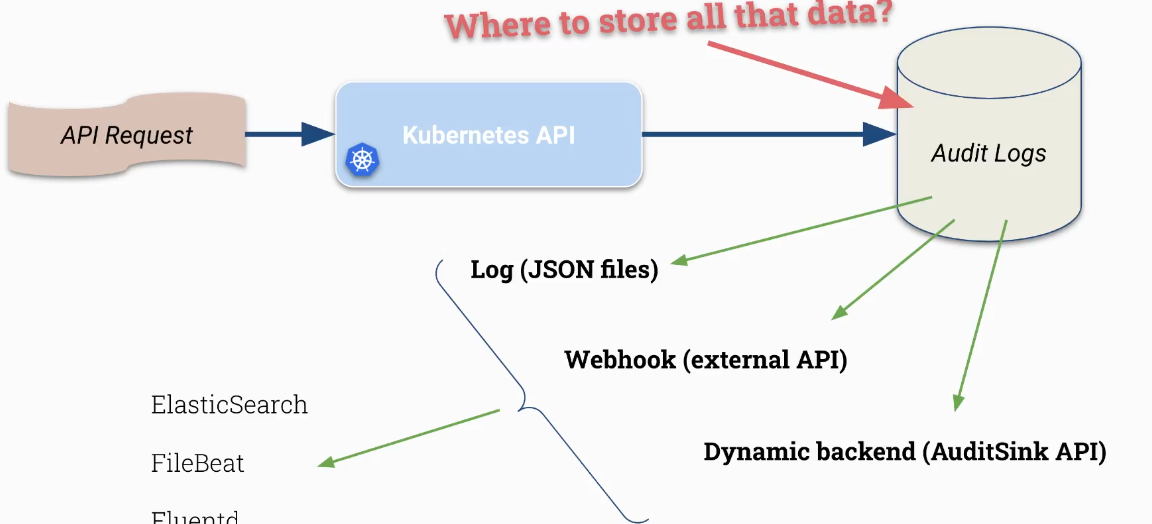 Where to store all that data?
API Request
Kubernetes API
Audit Logs
Log (JSON files)
Webhook (external API)
Dynamic backend (AuditSink API)
ElasticSearch
FileBeat
Fluentd